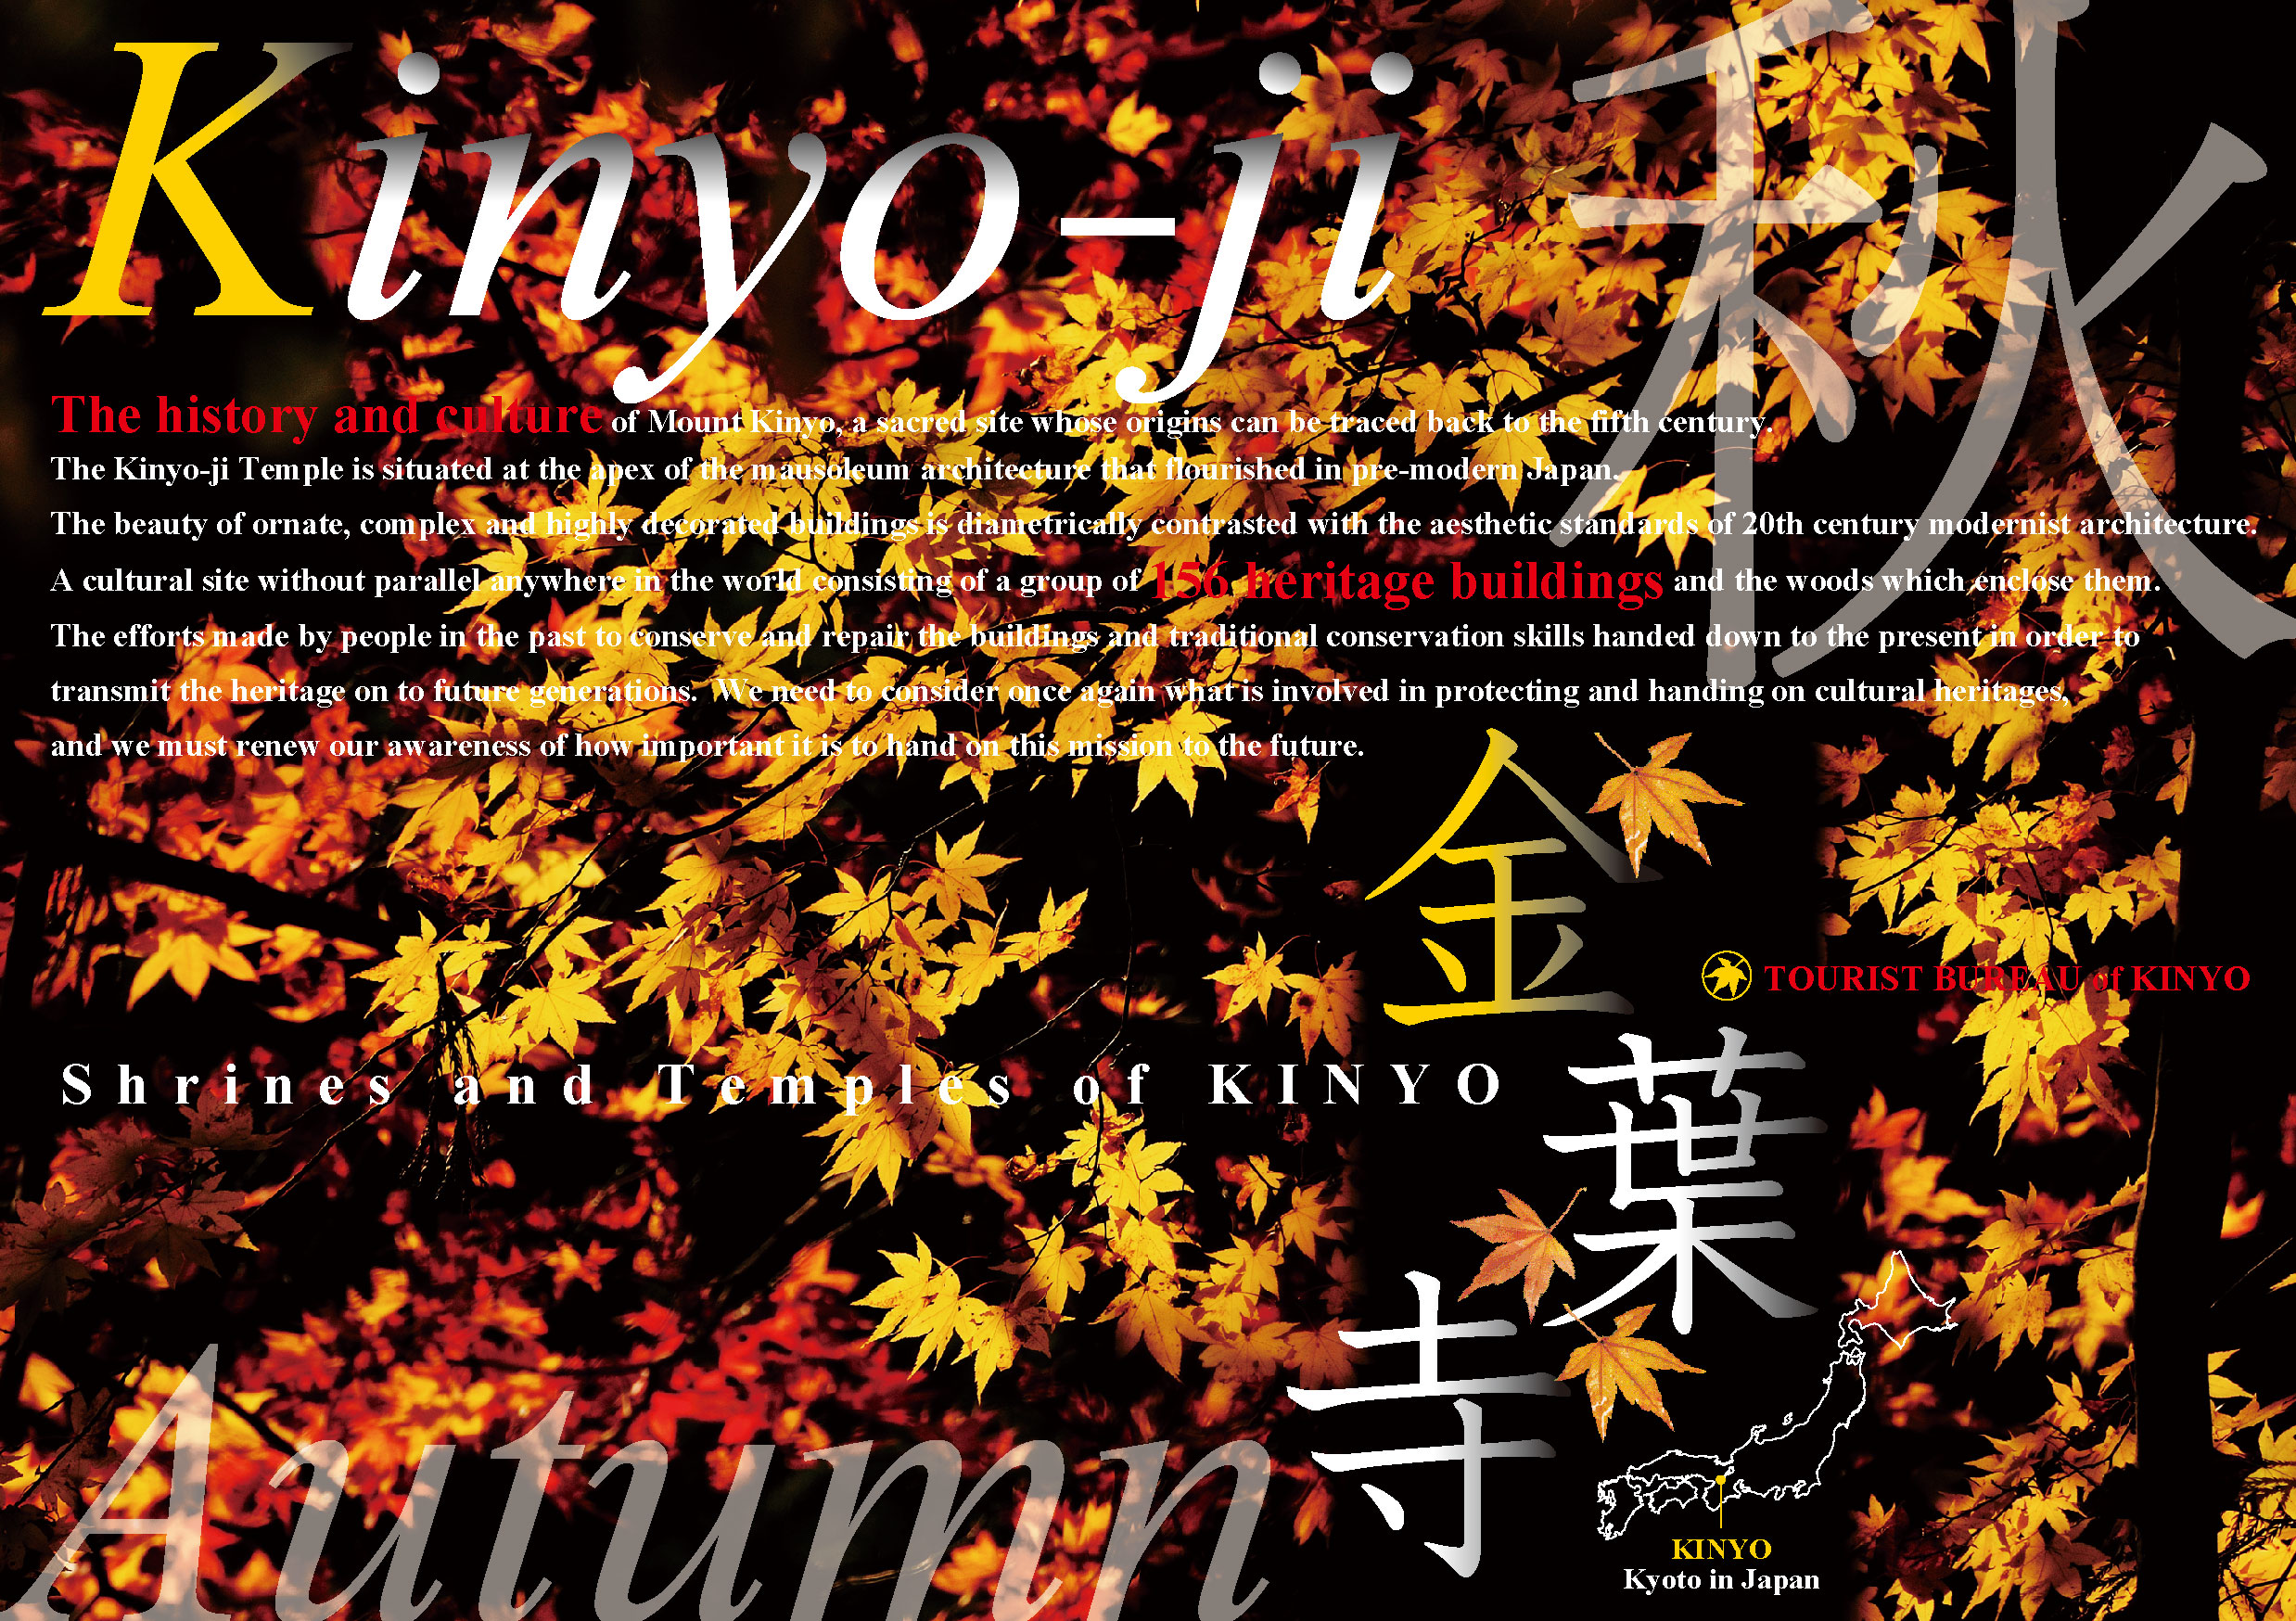 Kinyo-ji
秋
The history and culture of Mount Kinyo, a sacred site whose origins can be traced back to the fifth century.
The Kinyo-ji Temple is situated at the apex of the mausoleum architecture that flourished in pre-modern Japan.
The beauty of ornate, complex and highly decorated buildings is diametrically contrasted with the aesthetic standards of 20th century modernist architecture.
A cultural site without parallel anywhere in the world consisting of a group of 156 heritage buildings and the woods which enclose them.
The efforts made by people in the past to conserve and repair the buildings and traditional conservation skills handed down to the present in order to
transmit the heritage on to future generations. We need to consider once again what is involved in protecting and handing on cultural heritages,
and we must renew our awareness of how important it is to hand on this mission to the future.
金葉寺
TOURIST BUREAU of KINYO
Shrines and Temples of KINYO
Autumn
KINYO
Kyoto in Japan